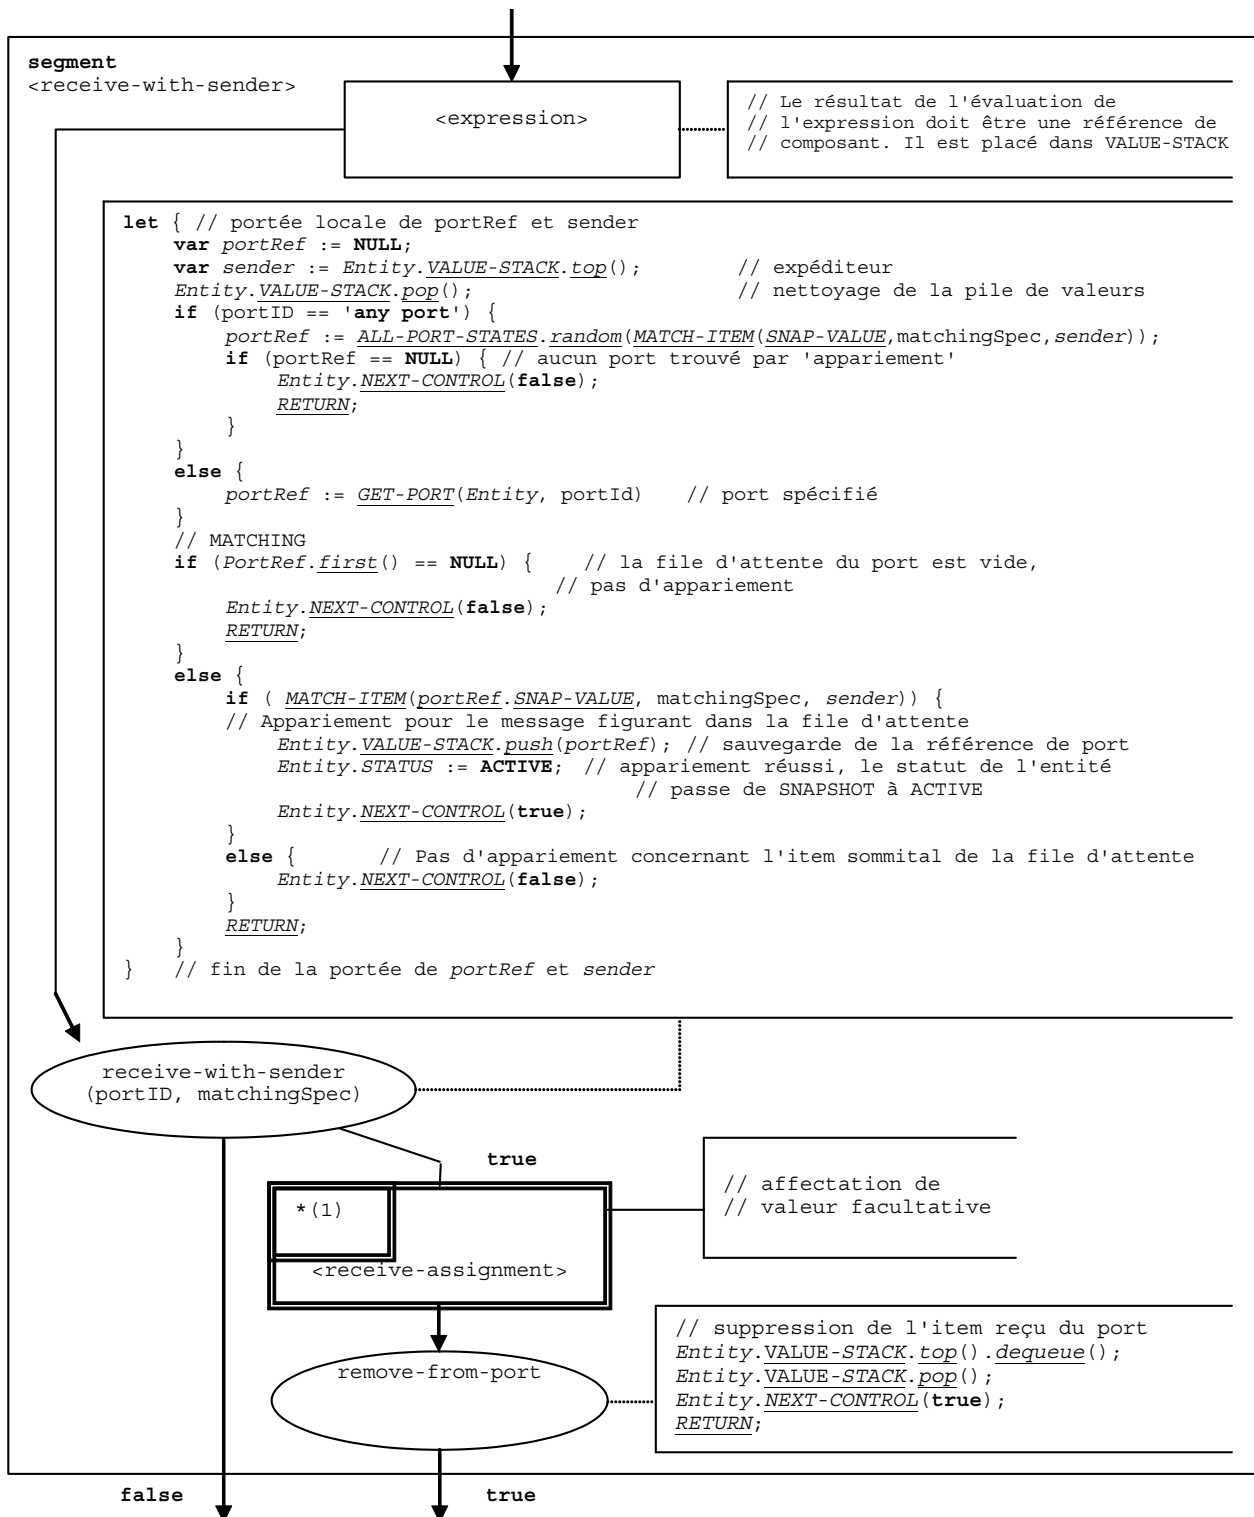 segment
<receive-with-sender>
<expression>
// Le résultat de l'évaluation de
// l'expression doit être une référence de
// composant. Il est placé dans VALUE-STACK
let { // portée locale de portRef et sender
var portRef := NULL;
var sender := Entity.VALUE-STACK.top(); // expéditeur
Entity.VALUE-STACK.pop(); // nettoyage de la pile de valeurs
if (portID == 'any port') {
portRef := ALL-PORT-STATES.random(MATCH-ITEM(SNAP-VALUE,matchingSpec,sender));
if (portRef == NULL) { // aucun port trouvé par 'appariement'
Entity.NEXT-CONTROL(false);
RETURN;
}
}
else {
portRef := GET-PORT(Entity, portId) // port spécifié
}
// MATCHING
if (PortRef.first() == NULL) { // la file d'attente du port est vide,
// pas d'appariement
Entity.NEXT-CONTROL(false);
RETURN;
}
else {
if ( MATCH-ITEM(portRef.SNAP-VALUE, matchingSpec, sender)) {
// Appariement pour le message figurant dans la file d'attente
Entity.VALUE-STACK.push(portRef); // sauvegarde de la référence de port
Entity.STATUS := ACTIVE; // appariement réussi, le statut de l'entité
// passe de SNAPSHOT à ACTIVE
Entity.NEXT-CONTROL(true);
}
else { // Pas d'appariement concernant l'item sommital de la file d'attente
Entity.NEXT-CONTROL(false);
}
RETURN;
}
} // fin de la portée de portRef et sender
receive-with-sender
(portID, matchingSpec)
true
*(1)
<receive-assignment>
// affectation de
// valeur facultative
remove-from-port
// suppression de l'item reçu du port
Entity.VALUE-STACK.top().dequeue();
Entity.VALUE-STACK.pop();
Entity.NEXT-CONTROL(true);
RETURN;
false
true